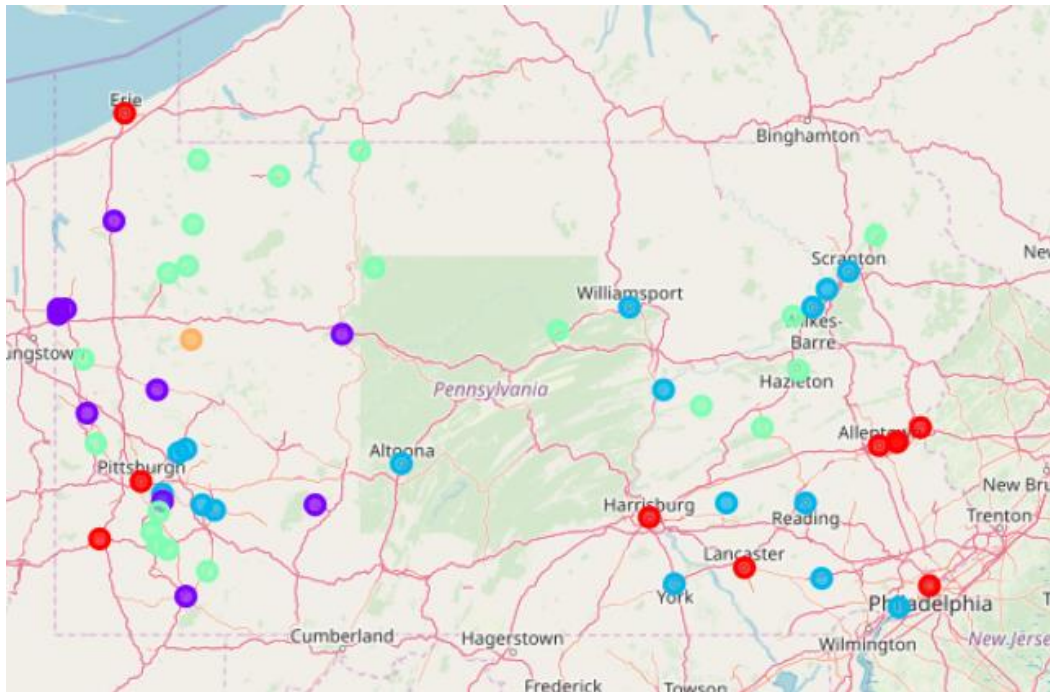 Erie
Binghamton
Scranton
New
Williamsport
Wilkes-
Barre
ungstow
Pennsylvania
Hazleton
Allentown
Altoona
Pittsburgh
New Bru
Harrisburg
Reading
Trenton
Lancaster
York
Philadelphia
Cumberland
Hagerstown
Wilmington
New Jerse
Frederick
Towson